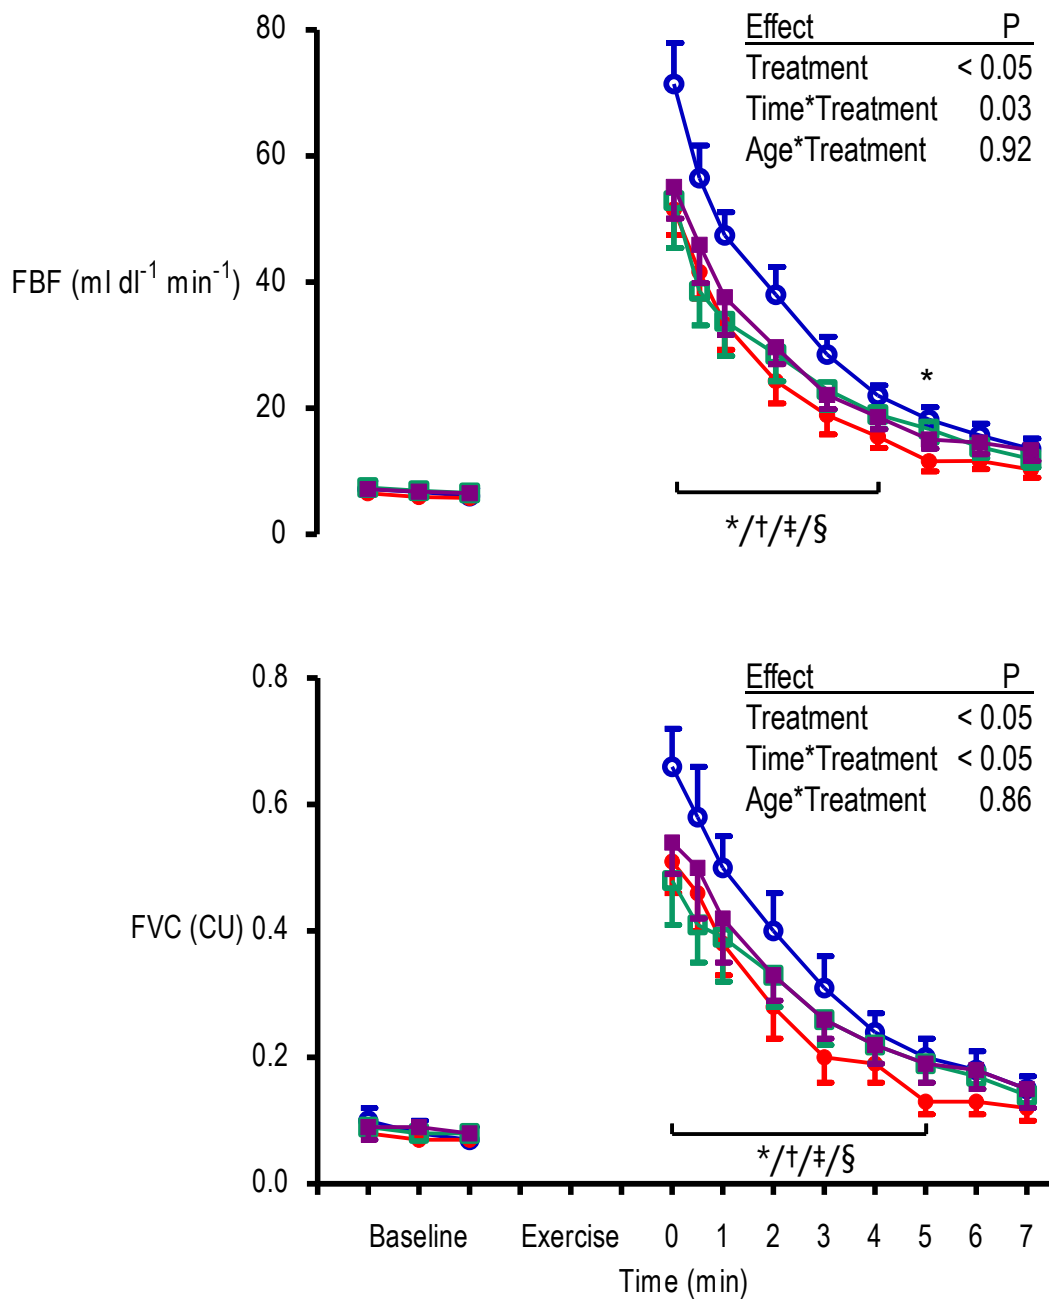 80
60
40
20
0
FBF (ml dl-1 min-1)
Effect P
Treatment < 0.05
Time*Treatment 0.03
Age*Treatment 0.92
*
*/†/‡/§
0.8
0.6
0.4
0.2
0.0
FVC (CU)
Effect P
Treatment < 0.05
Time*Treatment < 0.05
Age*Treatment 0.86
*/†/‡/§
Baseline Exercise 0 1 2 3 4 5 6 7
Time (min)